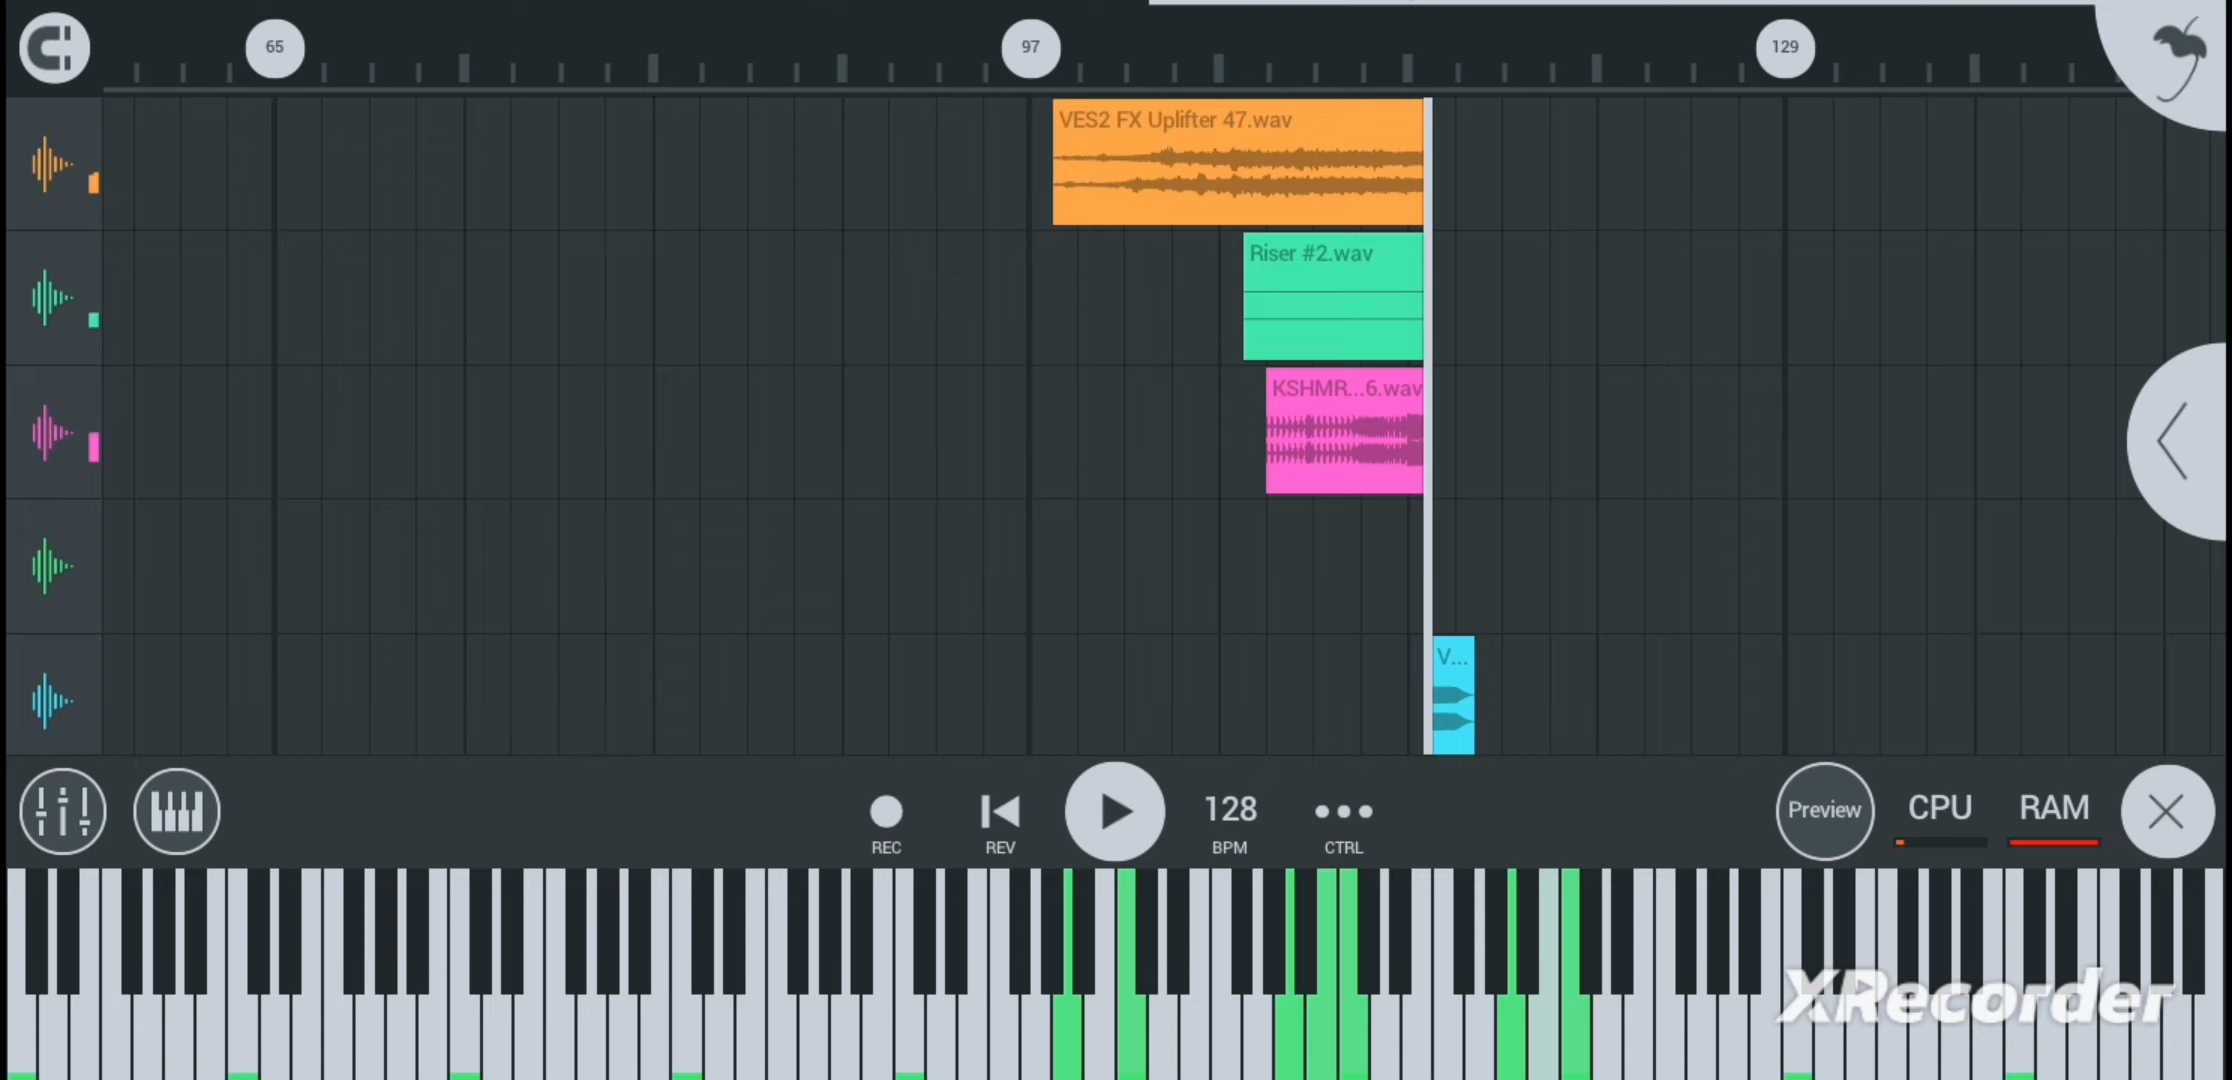 65
97
129
VES2 FX Uplifter 47.wav
Riser #2.wav
KSHMR...6.wav
V...
REC
REV
128
BPM
CTRL
Preview
CPU
RAM
XRecorder